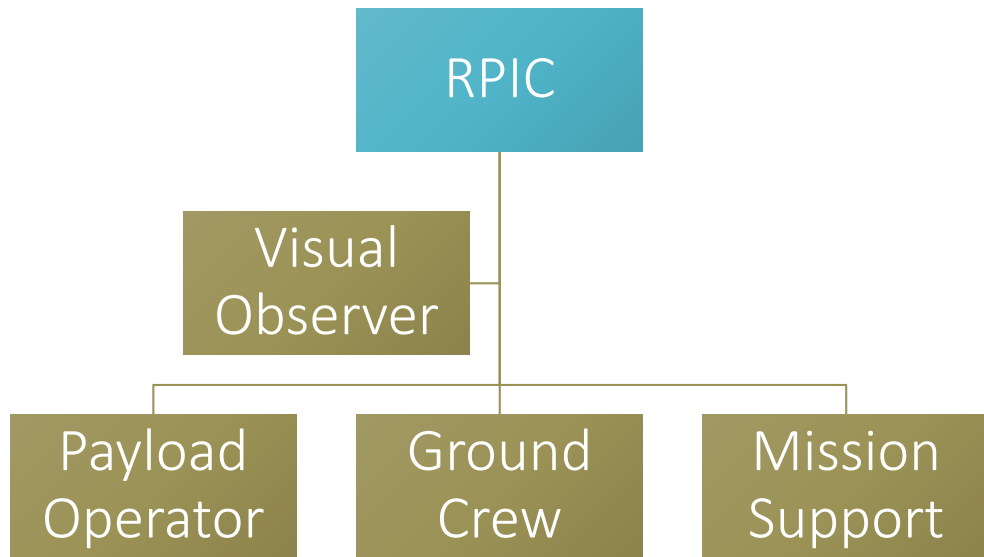 RPIC
Visual
Observer
Payload
Operator
Ground
Crew
Mission
Support